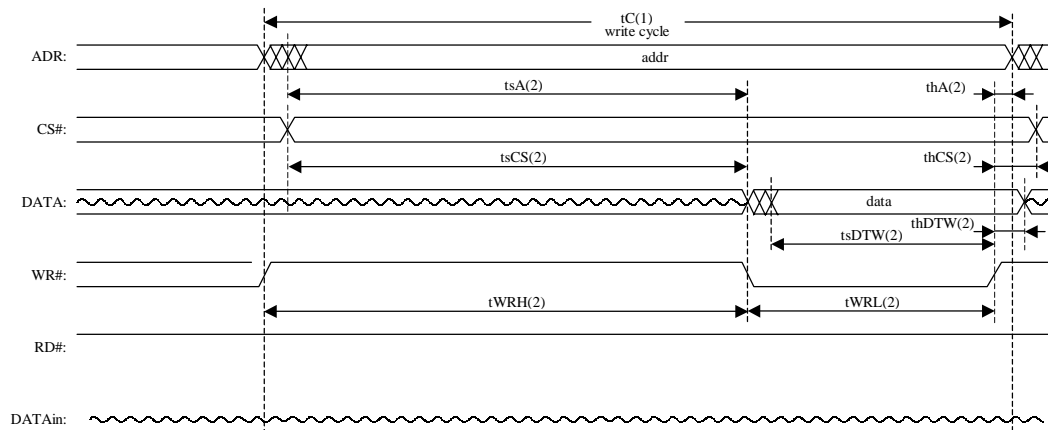 tC(1)
write cycle
ADR:
addr
tsA(2)
thA(2)
CS#:
tsCS(2)
thCS(2)
DATA:
data
thDTW(2)
tsDTW(2)
WR#:
tWRH(2)
tWRL(2)
RD#:
DATAin: